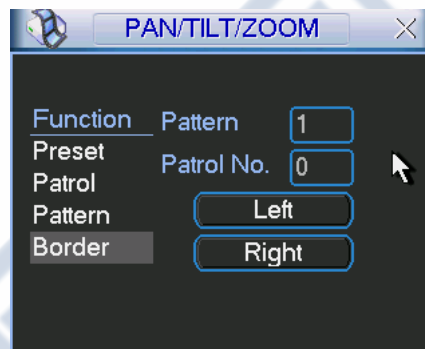 PAN/TILT/ZOOM
Function
Preset
Patrol
Pattern
Border
Pattern 1
Patrol No. 0
Left
Right